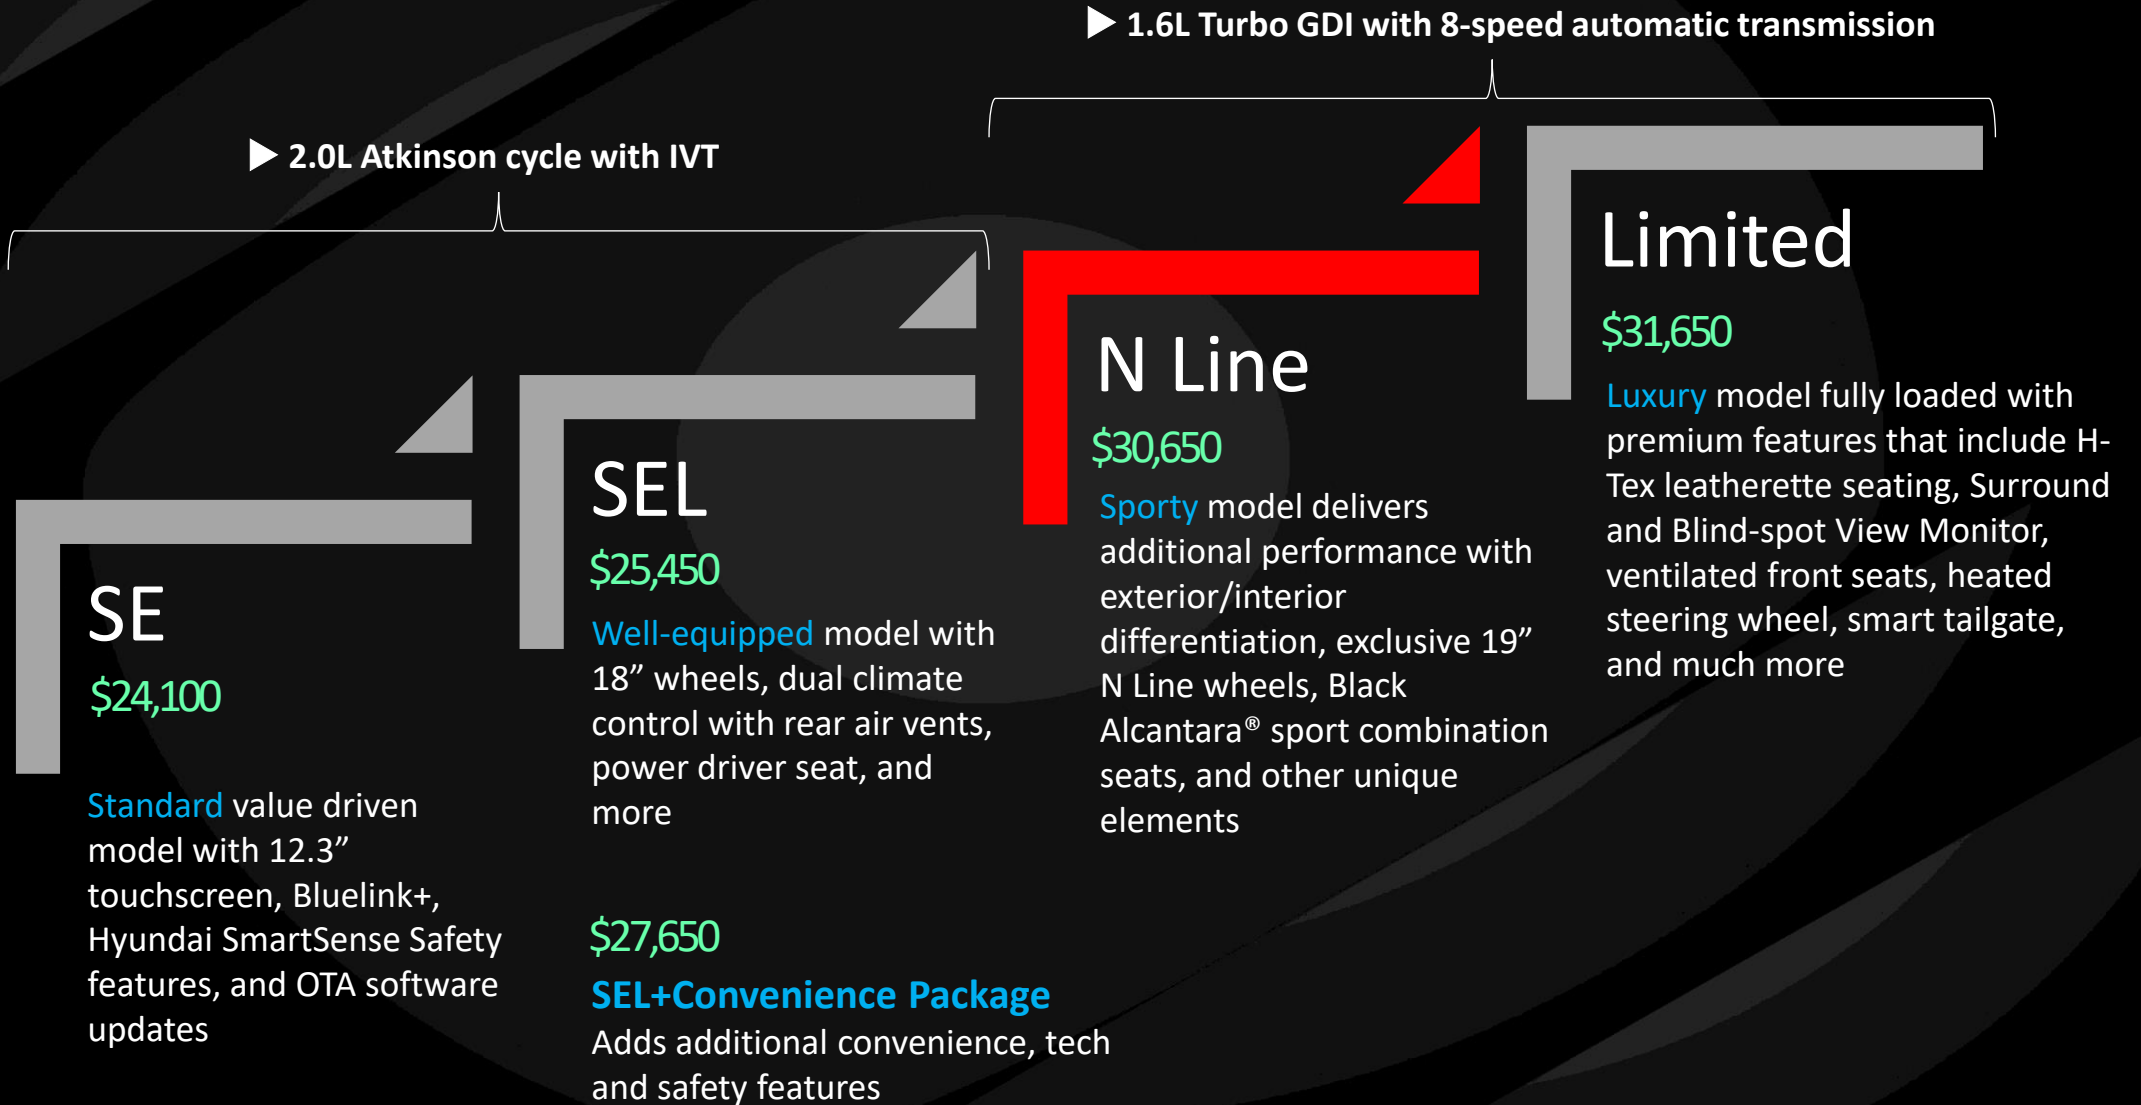 ▶ 1.6L Turbo GDI with 8-speed automatic transmission
▶ 2.0L Atkinson cycle with IVT
SE
$24,100
Standard value driven
model with 12.3”
touchscreen, Bluelink+,
Hyundai SmartSense Safety
features, and OTA software
updates
SEL
$25,450
Well-equipped model with
18” wheels, dual climate
control with rear air vents,
power driver seat, and
more
$27,650
SEL+Convenience Package
Adds additional convenience, tech
and safety features
N Line
$30,650
Sporty model delivers
additional performance with
exterior/interior
differentiation, exclusive 19”
N Line wheels, Black
Alcantara® sport combination
seats, and other unique
elements
Limited
$31,650
Luxury model fully loaded with
premium features that include H-
Tex leatherette seating, Surround
and Blind-spot View Monitor,
ventilated front seats, heated
steering wheel, smart tailgate,
and much more